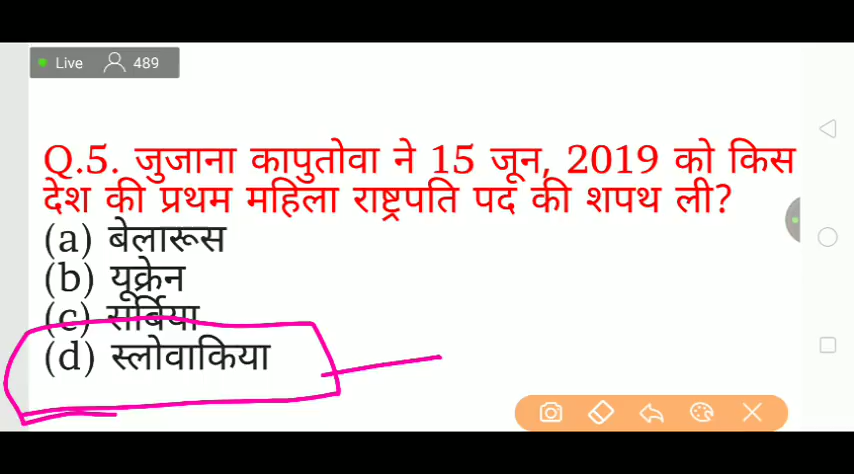 Live 489
Q.5. जुजाना कापुतोवा ने 15 जून, 2019 को किस
देश की प्रथम महिला राष्ट्रपति पद की शपथ ली?
(a) बेलारूस
(b) यूक्रेन
(c) सर्बिया
(d) स्लोवाकिया